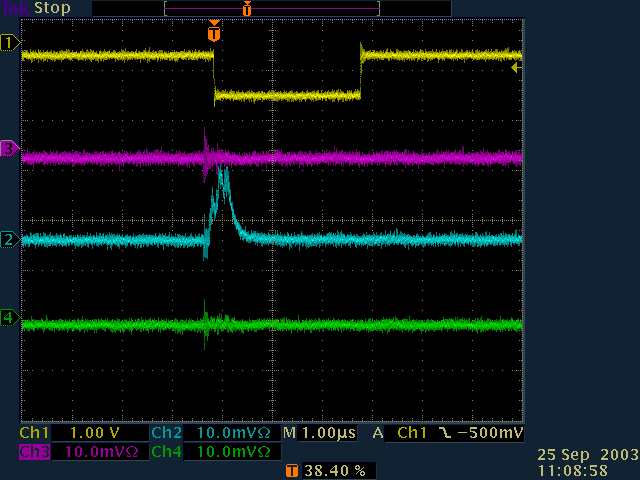 Tek Stop
T
T
1
3
2
4
Ch1 1.00 V Ch2 10.0mVΩ M 1.00µs A Ch1 ↘ −500mV
Ch3 10.0mVΩ Ch4 10.0mVΩ
T 38.40 %
25 Sep 2003
11:08:58